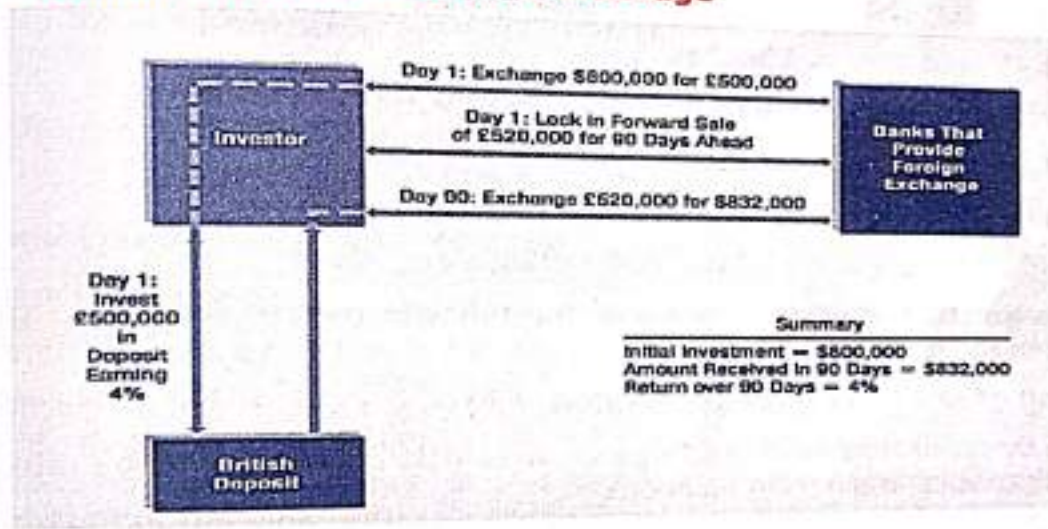 Day 1: Exchange $800,000 for £500,000
Day 1: Lock in Forward Sale
of £520,000 for 90 Days Ahead
Day 90: Exchange £520,000 for $832,000
Investor
Banks That
Provide
Foreign
Exchange
Day 1:
Invest
£500,000
in
Deposit
Earning
4%
British
Deposit
Summary
Initial Investment = $800,000
Amount Received in 90 Days = $832,000
Return over 90 Days = 4%